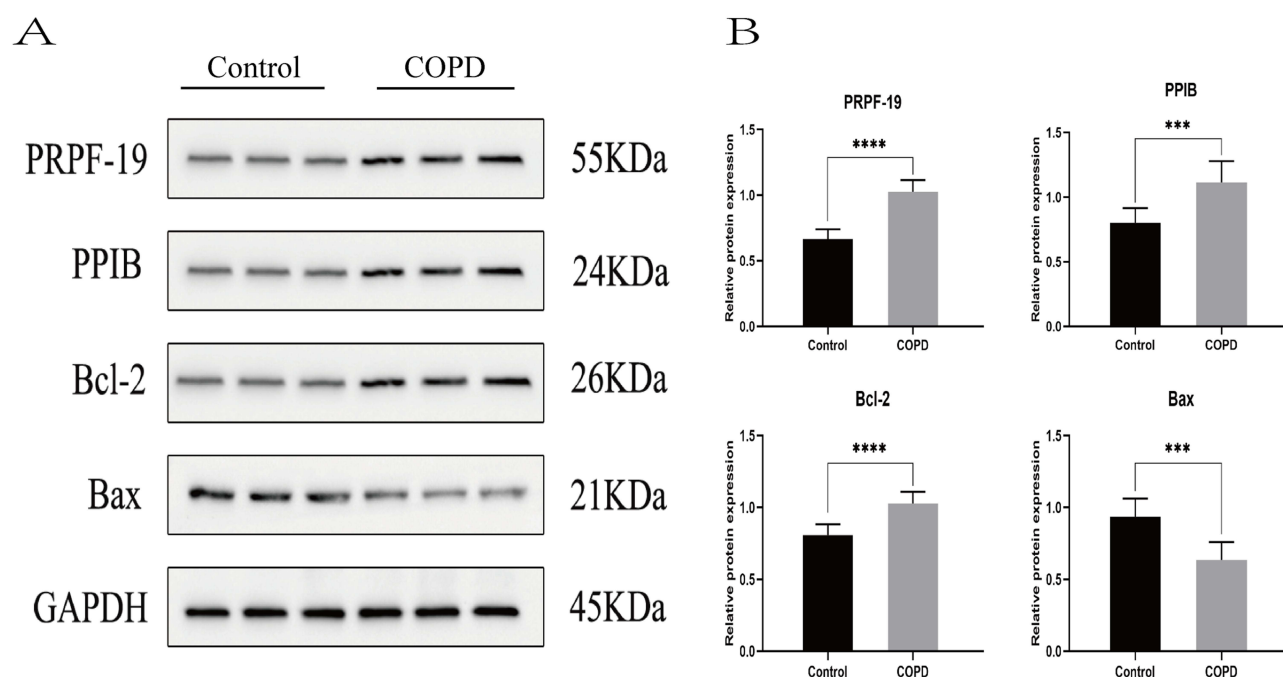 A
Control COPD
PRPF-19 55KDa
PPIB 24KDa
Bcl-2 26KDa
Bax 21KDa
GAPDH 45KDa
B
PRPF-19
Relative protein expression
1.5
1.0
0.5
0.0
****
Control COPD
PPIB
Relative protein expression
1.5
1.0
0.5
0.0
***
Control COPD
Bcl-2
Relative protein expression
1.5
1.0
0.5
0.0
****
Control COPD
Bax
Relative protein expression
1.5
1.0
0.5
0.0
***
Control COPD